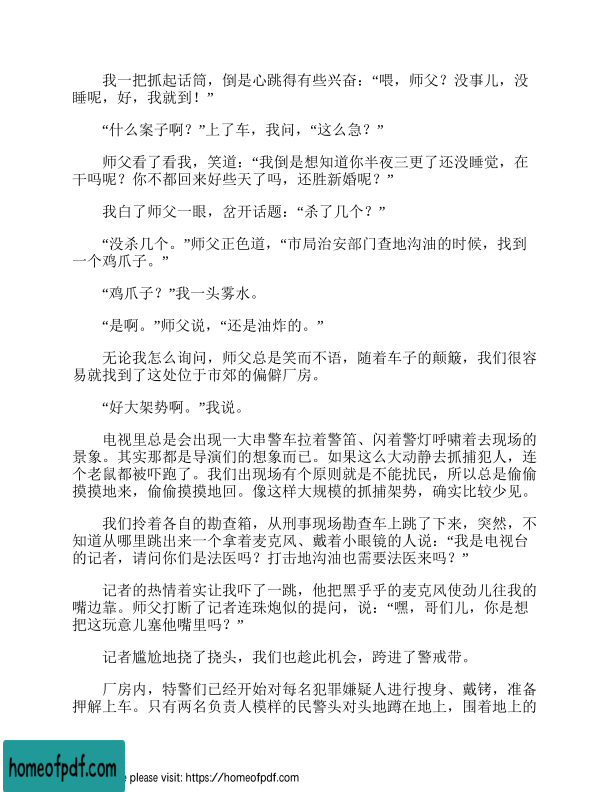 我一把抓起话筒，倒是心跳得有些兴奋：“喂，师父？没事儿，没
睡呢，好，我就到！”
“什么案子啊？”上了车，我问，“这么急？”
师父看了看我，笑道：“我倒是想知道你半夜三更了还没睡觉，在
干吗呢？你不都回来好些天了吗，还胜新婚呢？”
我白了师父一眼，岔开话题：“杀了几个？”
“没杀几个。”师父正色道，“市局治安部门查地沟油的时候，找到
一个鸡爪子。”
“鸡爪子？”我一头雾水。
“是啊。”师父说，“还是油炸的。”
无论我怎么询问，师父总是笑而不语，随着车子的颠簸，我们很容
易就找到了这处位于市郊的偏僻厂房。
“好大架势啊。”我说。
电视里总是会出现一大串警车拉着警笛、闪着警灯呼啸着去现场的
景象。其实那都是导演们的想象而已。如果这么大动静去抓捕犯人，连
个老鼠都被吓跑了。我们出现场有个原则就是不能扰民，所以总是偷偷
摸摸地来，偷偷摸摸地回。像这样大规模的抓捕架势，确实比较少见。
我们拎着各自的勘查箱，从刑事现场勘查车上跳了下来，突然，不
知道从哪里跳出来一个拿着麦克风、戴着小眼镜的人说：“我是电视台
的记者，请问你们是法医吗？打击地沟油也需要法医来吗？”
记者的热情着实让我吓了一跳，他把黑乎乎的麦克风使劲儿往我的
嘴边靠。师父打断了记者连珠炮似的提问，说：“嘿，哥们儿，你是想
把这玩意儿塞他嘴里吗？”
记者尴尬地挠了挠头，我们也趁此机会，跨进了警戒带。
厂房内，特警们已经开始对每名犯罪嫌疑人进行搜身、戴铐，准备
押解上车。只有两名负责人模样的民警头对头地蹲在地上，围着地上的
homeofpdf.com
please visit: https://homeofpdf.com